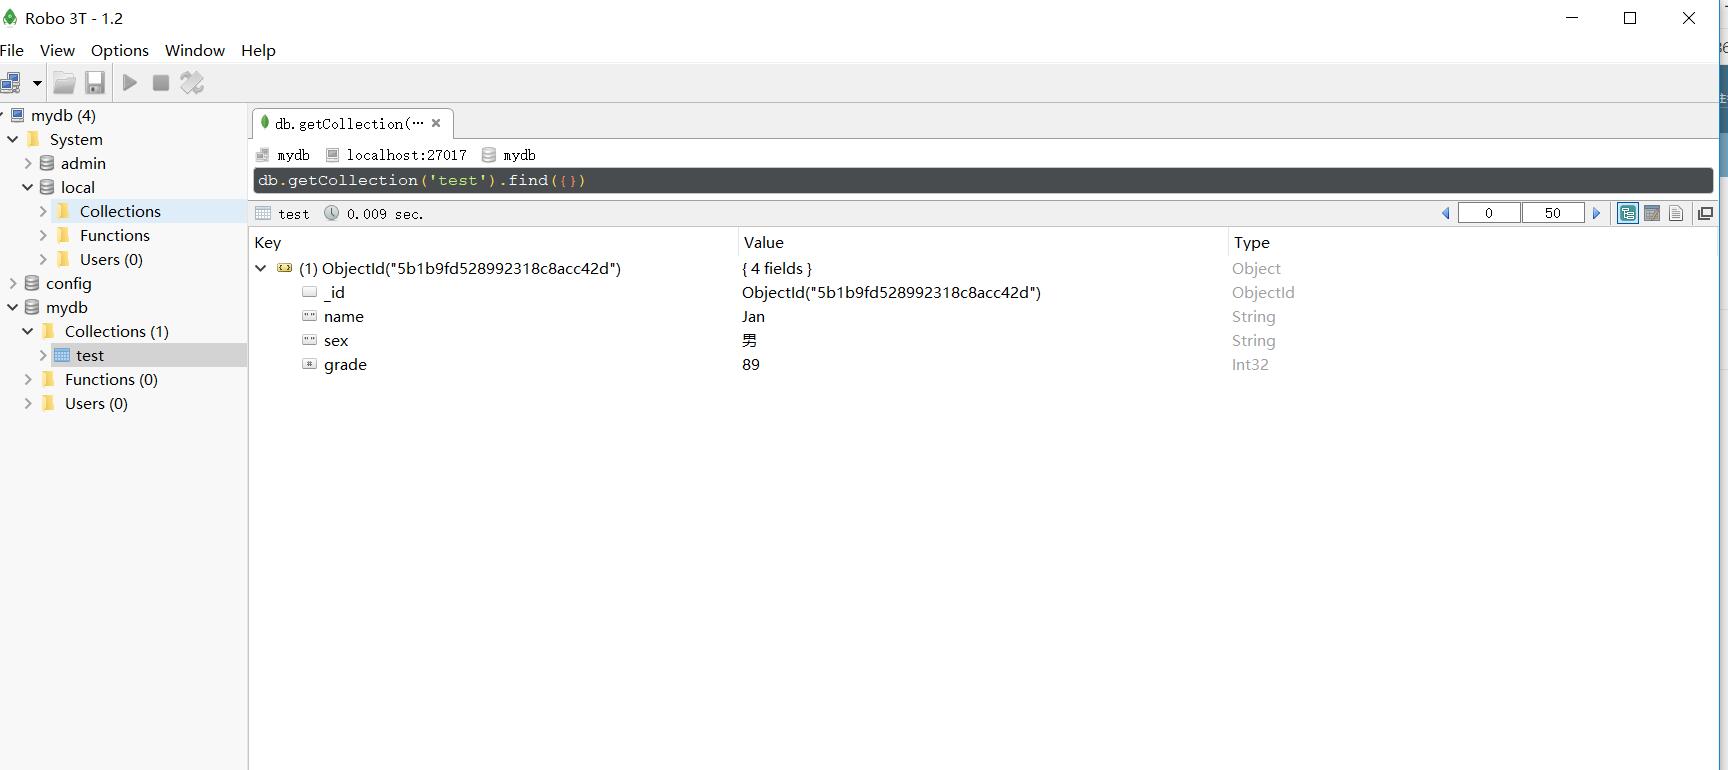 Robo 3T - 1.2
File View Options Window Help
mydb (4)
System
admin
local
Collections
Functions
Users (0)
config
mydb
Collections (1)
test
Functions (0)
Users (0)
db.getCollection(···
mydb localhost:27017 mydb
db.getCollection('test').find({})
test 0.009 sec. 0 50
Key Value Type
(1) ObjectId("5b1b9fd528992318c8acc42d") { 4 fields } Object
_id ObjectId("5b1b9fd528992318c8acc42d") ObjectId
name Jan String
sex 男 String
grade 89 Int32